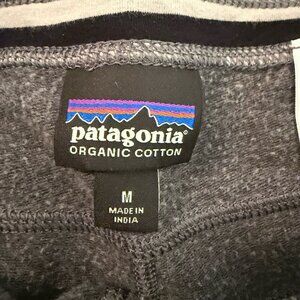 patagonia®
ORGANIC COTTON
M
MADE IN
INDIA